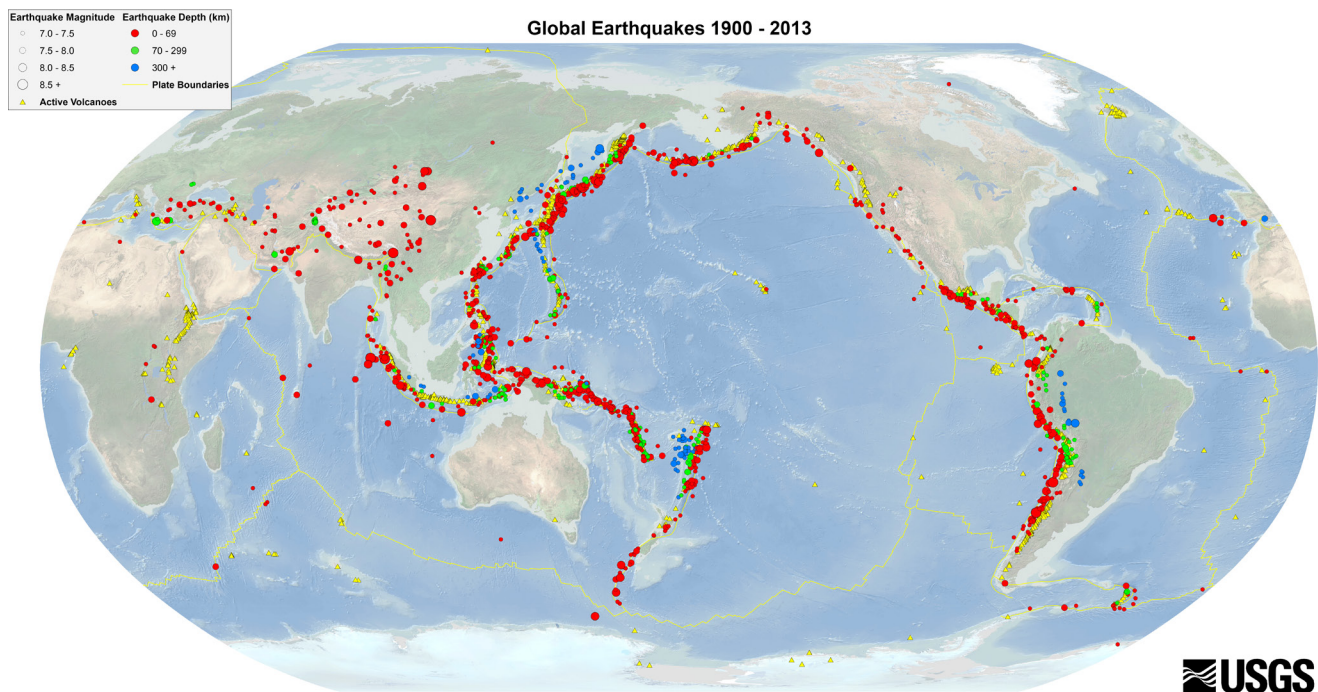 Global Earthquakes 1900 - 2013
Earthquake Magnitude
7.0 - 7.5
7.5 - 8.0
8.0 - 8.5
8.5 +
Active Volcanoes
Earthquake Depth (km)
0 - 69
70 - 299
300 +
Plate Boundaries
USGS